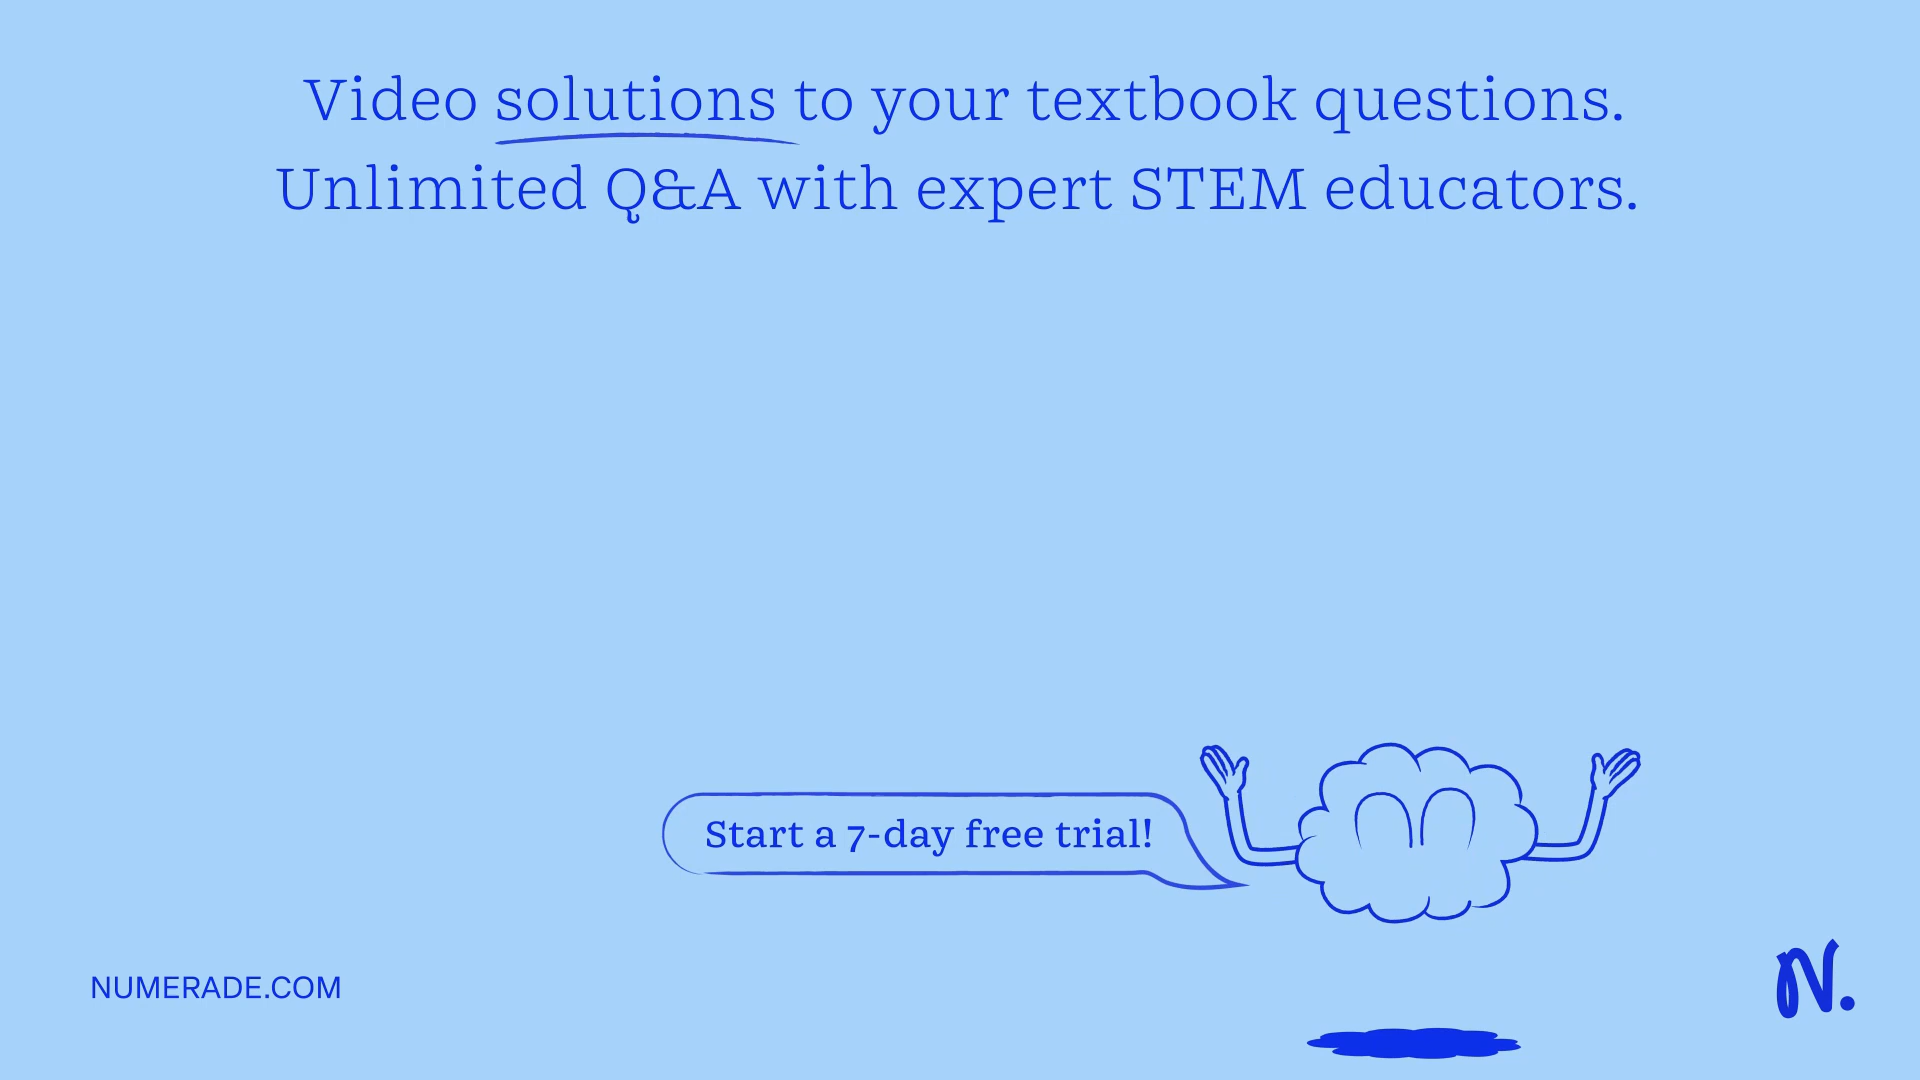 Video solutions to your textbook questions.
Unlimited Q&A with expert STEM educators.
Start a 7-day free trial!
NUMERADE.COM
N.